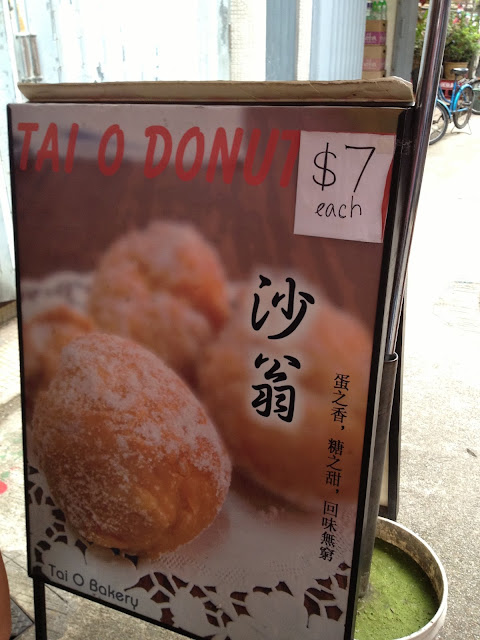 TAI O DONUT
$7
each
沙翁
蛋之香，糖之甜，回味無窮
Tai O Bakery